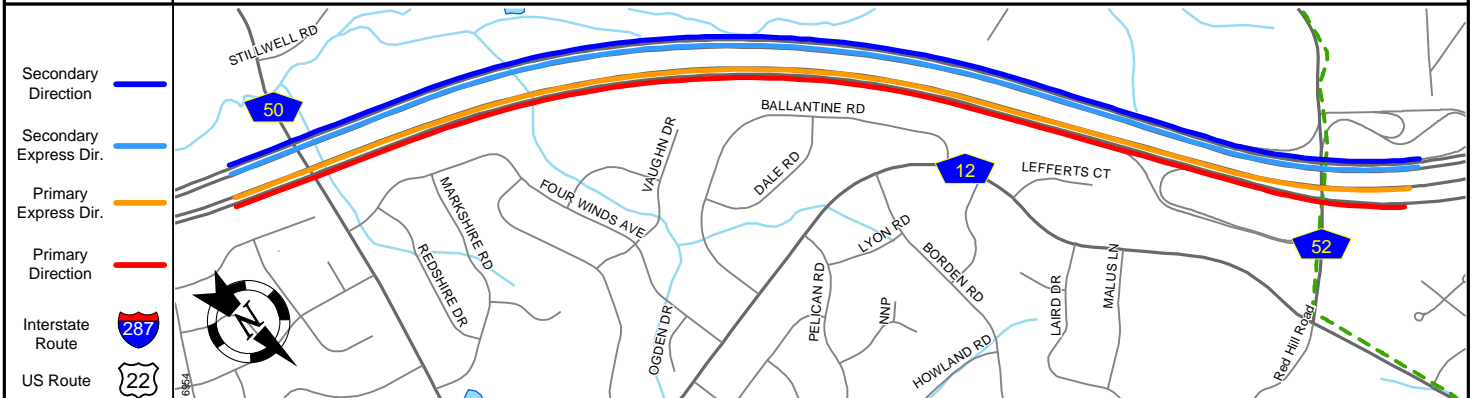 Secondary
Direction
Secondary
Express Dir.
Primary
Express Dir.
Primary
Direction
Interstate
Route
287
US Route
22
STILLWELL RD
50
BALLANTINE RD
VAUGHN DR
DALE RD
12
LEFFERTS CT
MARKSHIRE RD
FOUR WINDS AVE
REDSHIRE DR
LYON RD
BORDEN RD
52
PELICAN RD
NNP
LAIRD DR
MALUS LN
N
OGDEN DR
HOWLAND RD
Red Hill Road
6954